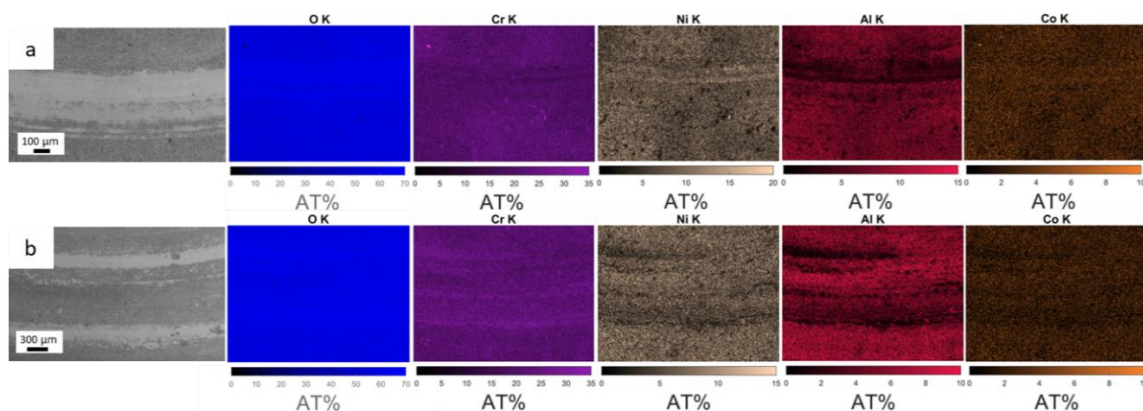 O K Cr K Ni K Al K Co K
a
100 µm
0 10 20 30 40 50 60 70 0 5 10 15 20 25 30 35 0 5 10 15 20 0 5 10 15 0 2 4 6 8 10
AT% AT% AT% AT% AT%
O K Cr K Ni K Al K Co K
b
300 µm
0 10 20 30 40 50 60 70 0 5 10 15 20 25 30 35 0 5 10 15 0 2 4 6 8 10 0 2 4 6 8
AT% AT% AT% AT% AT%